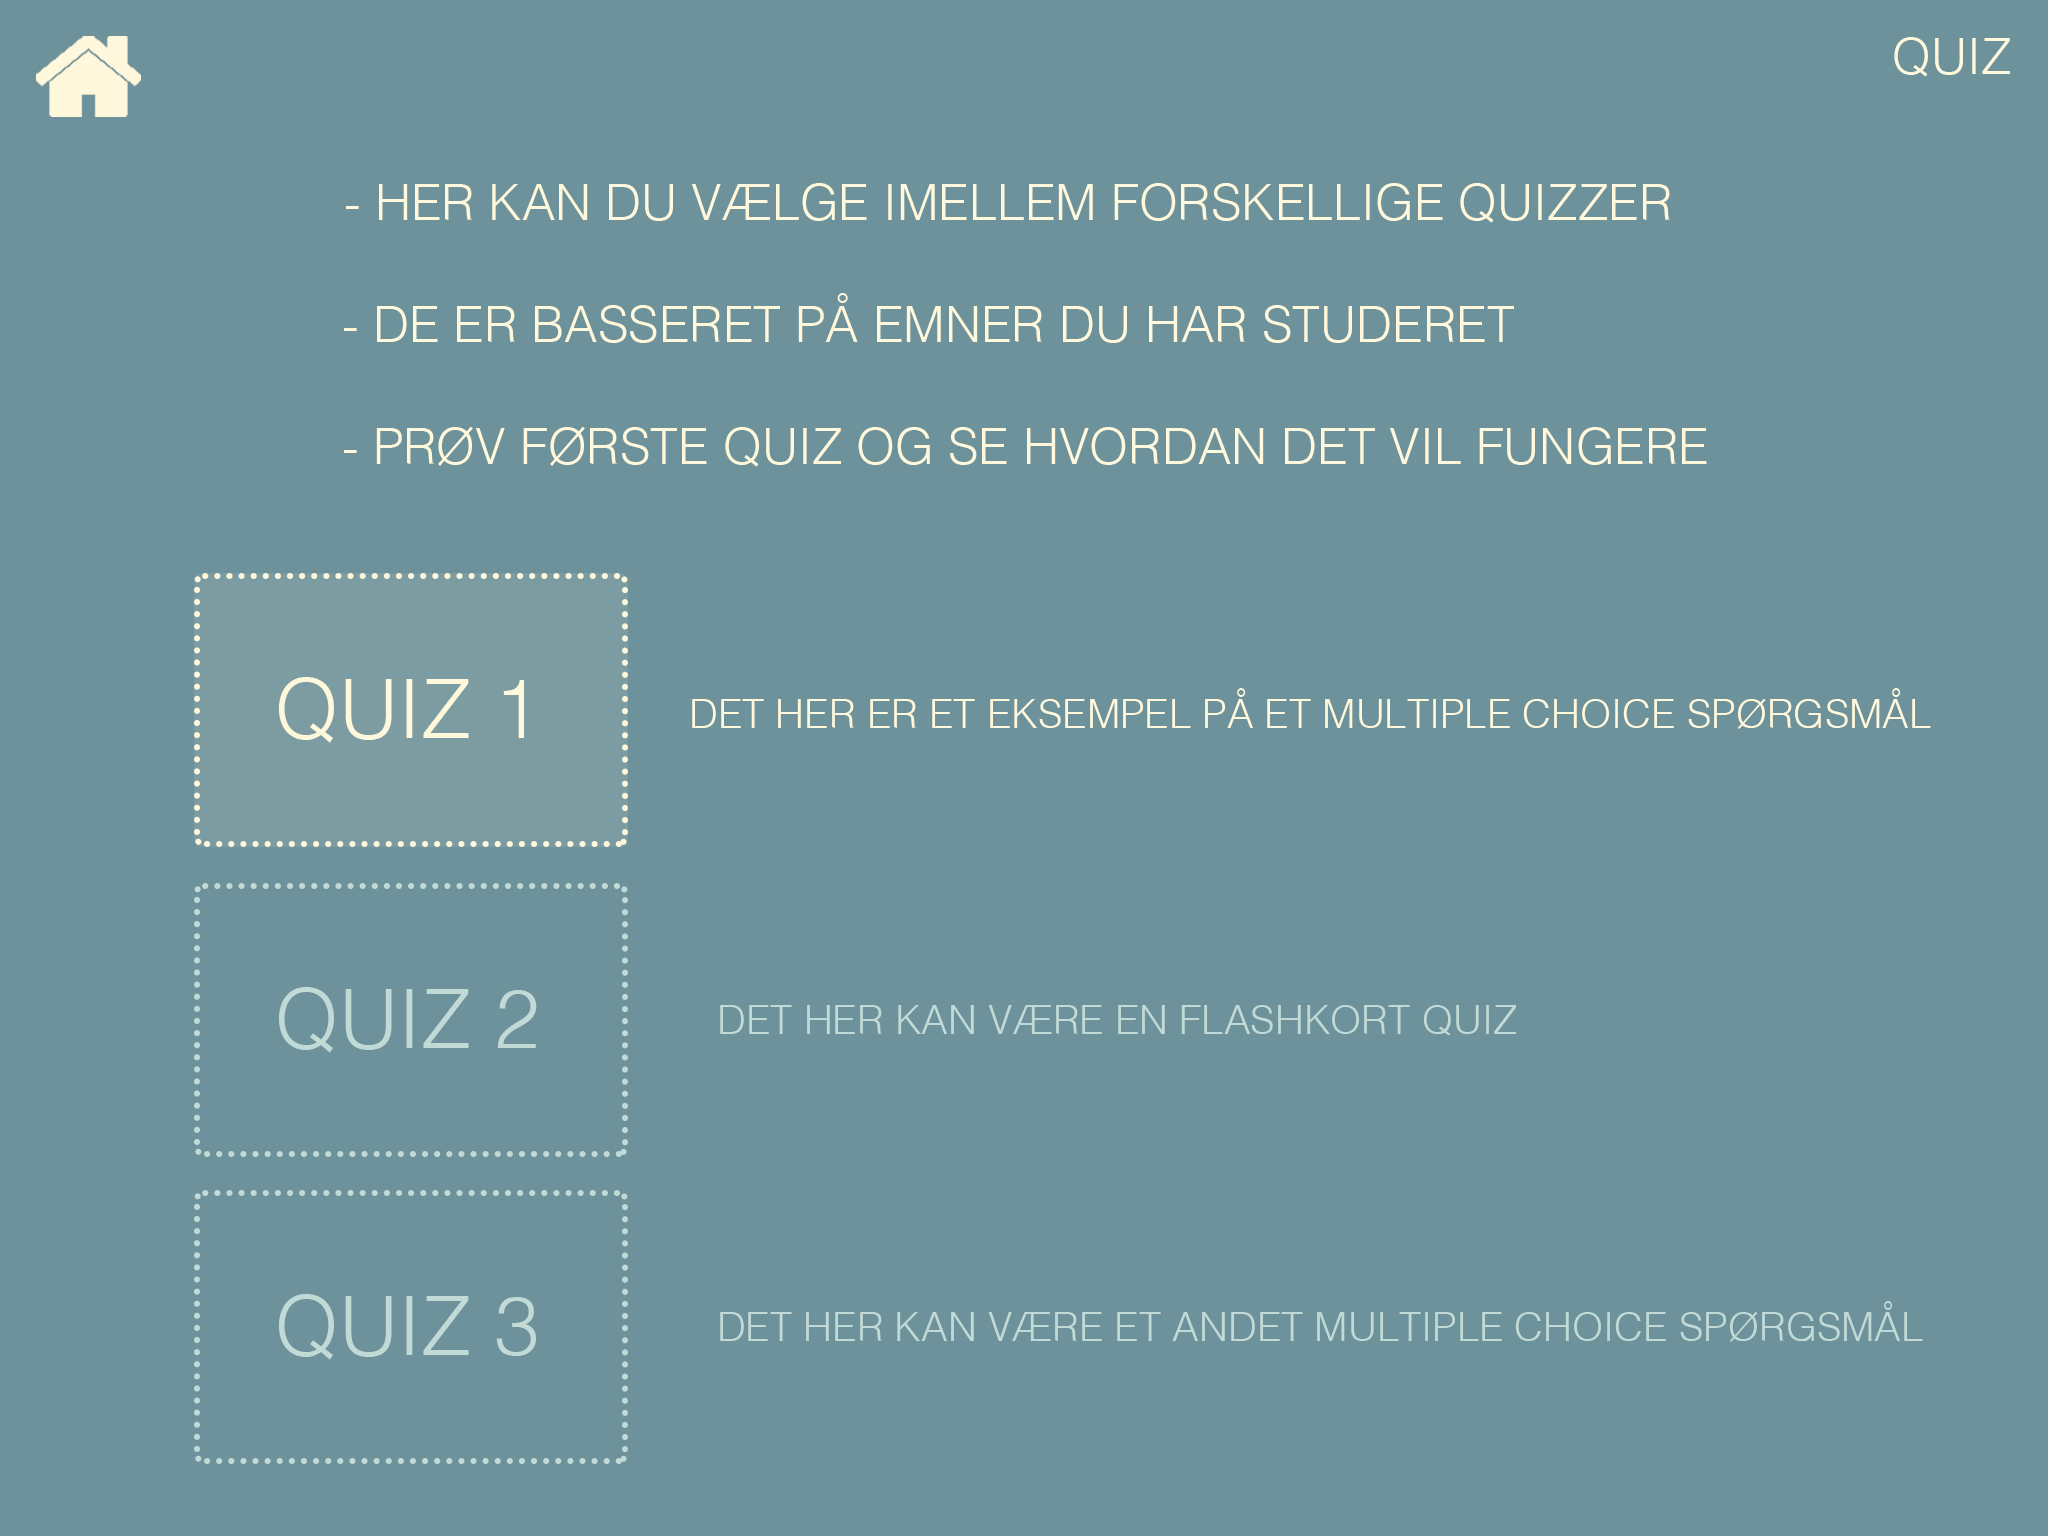 QUIZ
- HER KAN DU VÆLGE IMELLEM FORSKELLIGE QUIZZER
- DE ER BASSERET PÅ EMNER DU HAR STUDERET
- PRØV FØRSTE QUIZ OG SE HVORDAN DET VIL FUNGERE
QUIZ 1
DET HER ER ET EKSEMPEL PÅ ET MULTIPLE CHOICE SPØRGSMÅL
QUIZ 2
DET HER KAN VÆRE EN FLASHKORT QUIZ
QUIZ 3
DET HER KAN VÆRE ET ANDET MULTIPLE CHOICE SPØRGSMÅL